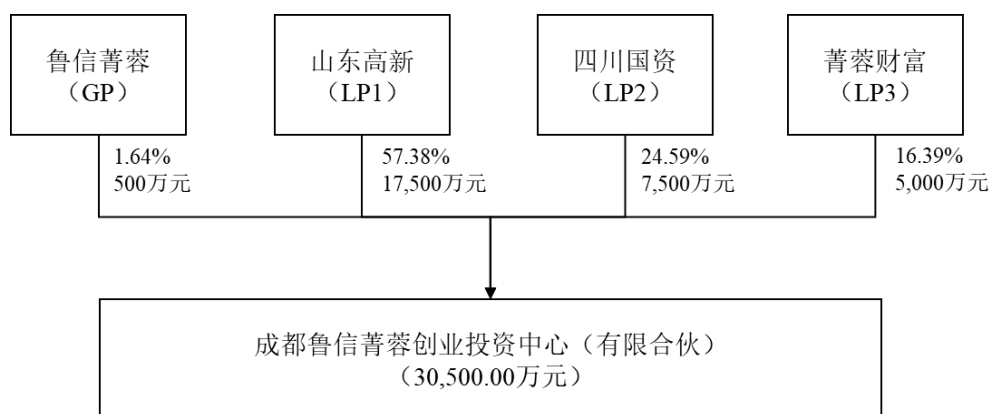 鲁信菁蓉
（GP）
山东高新
（LP1）
四川国资
（LP2）
菁蓉财富
（LP3）
1.64%
500万元
57.38%
17,500万元
24.59%
7,500万元
16.39%
5,000万元
成都鲁信菁蓉创业投资中心（有限合伙）
（30,500.00万元）